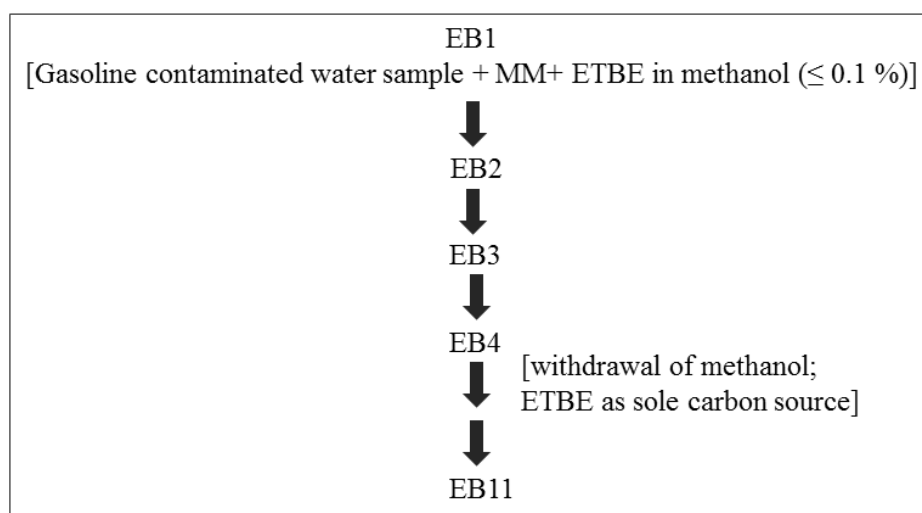 EB1
[Gasoline contaminated water sample + MM+ ETBE in methanol (≤ 0.1 %)]
EB2
EB3
EB4
[withdrawal of methanol;
ETBE as sole carbon source]
EB11